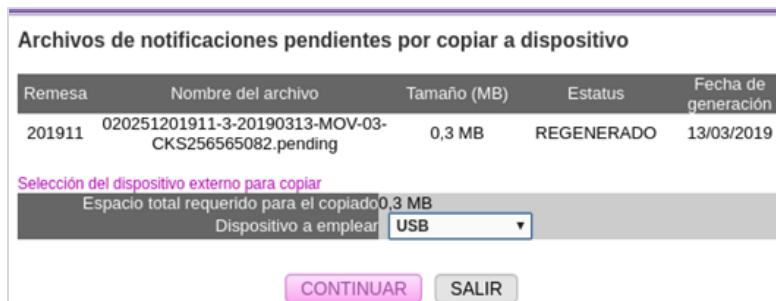 Archivos de notificaciones pendientes por copiar a dispositivo
Remesa Nombre del archivo Tamaño (MB) Estatus Fecha de generación
201911 020251201911-3-20190313-MOV-03-CKS256565082.pending 0,3 MB REGENERADO 13/03/2019
Selección del dispositivo externo para copiar
Espacio total requerido para el copiado 0,3 MB
Dispositivo a emplear USB
CONTINUAR SALIR